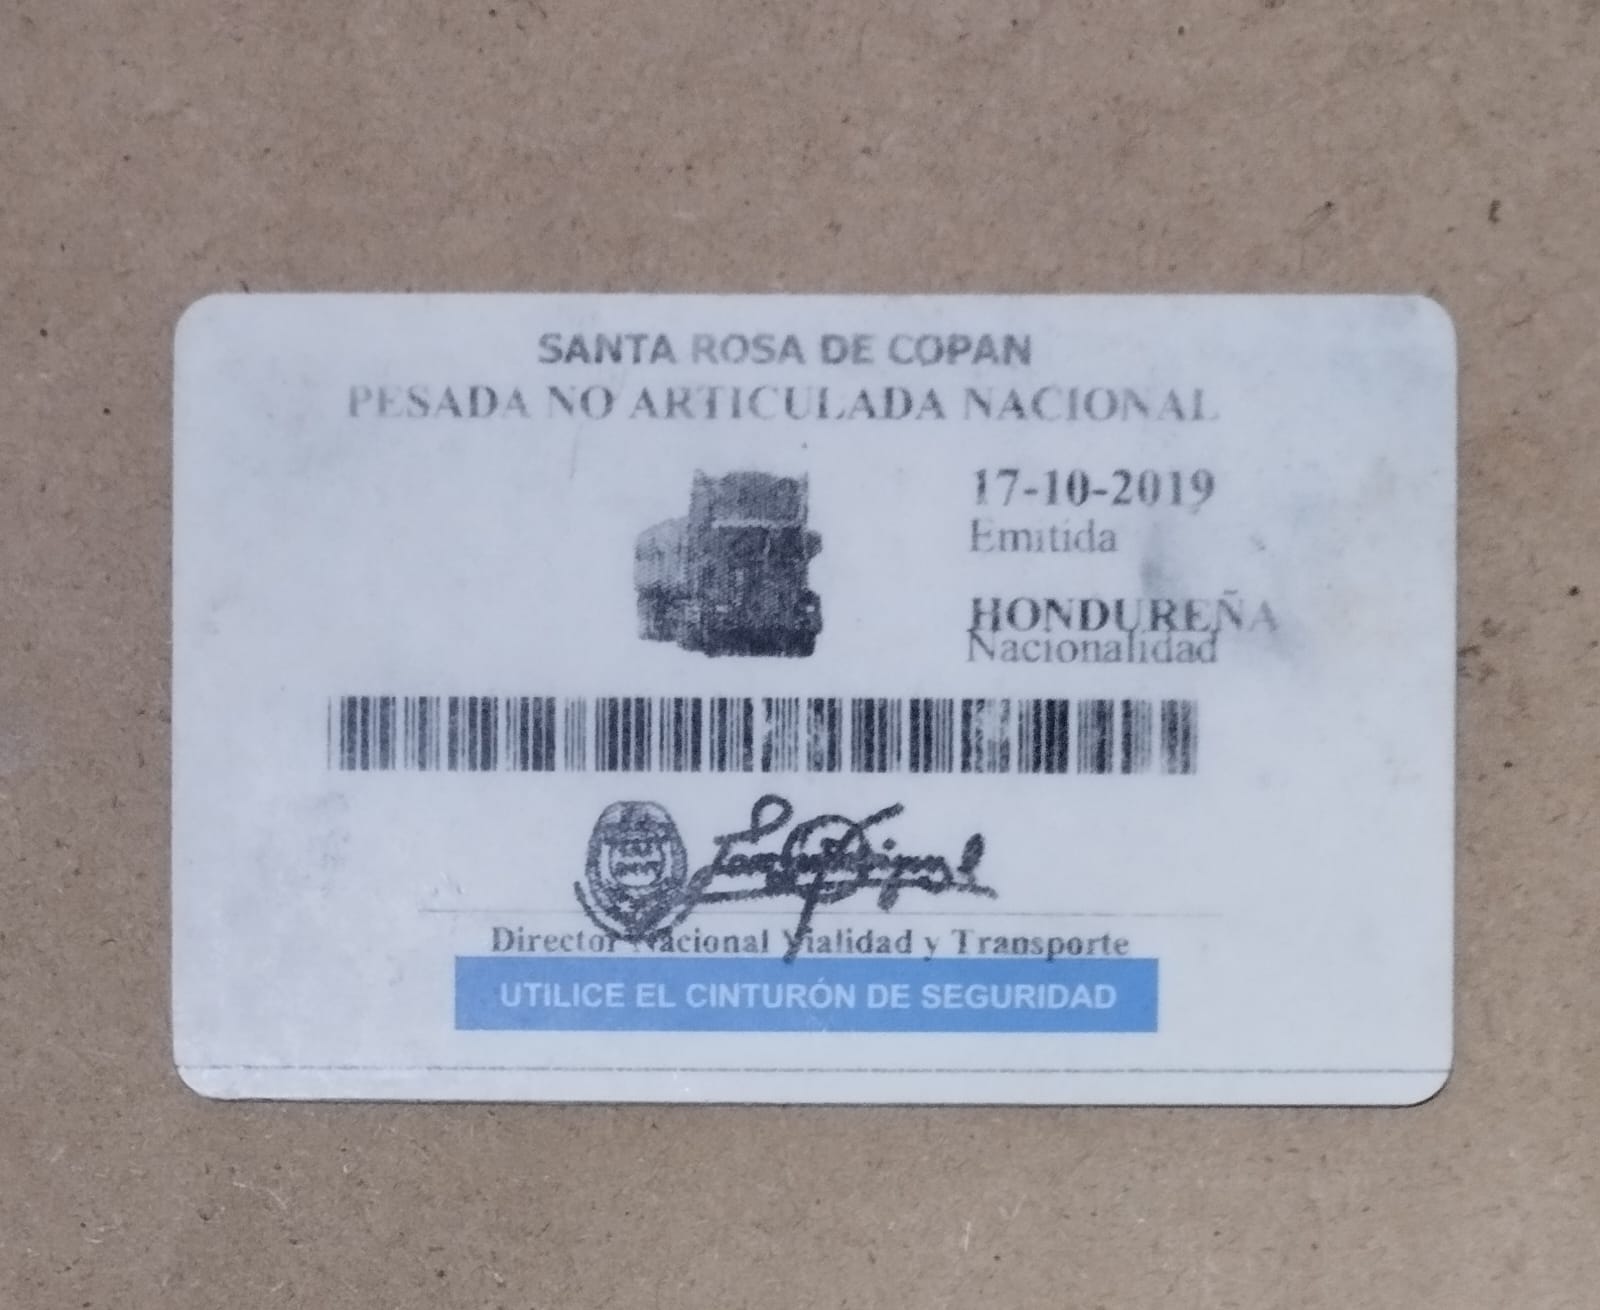 SANTA ROSA DE COPAN
PESADA NO ARTICULADA NACIONAL
17-10-2019
Emitida
HONDUREÑA
Nacionalidad
Director Nacional Vialidad y Transporte
UTILICE EL CINTURÓN DE SEGURIDAD